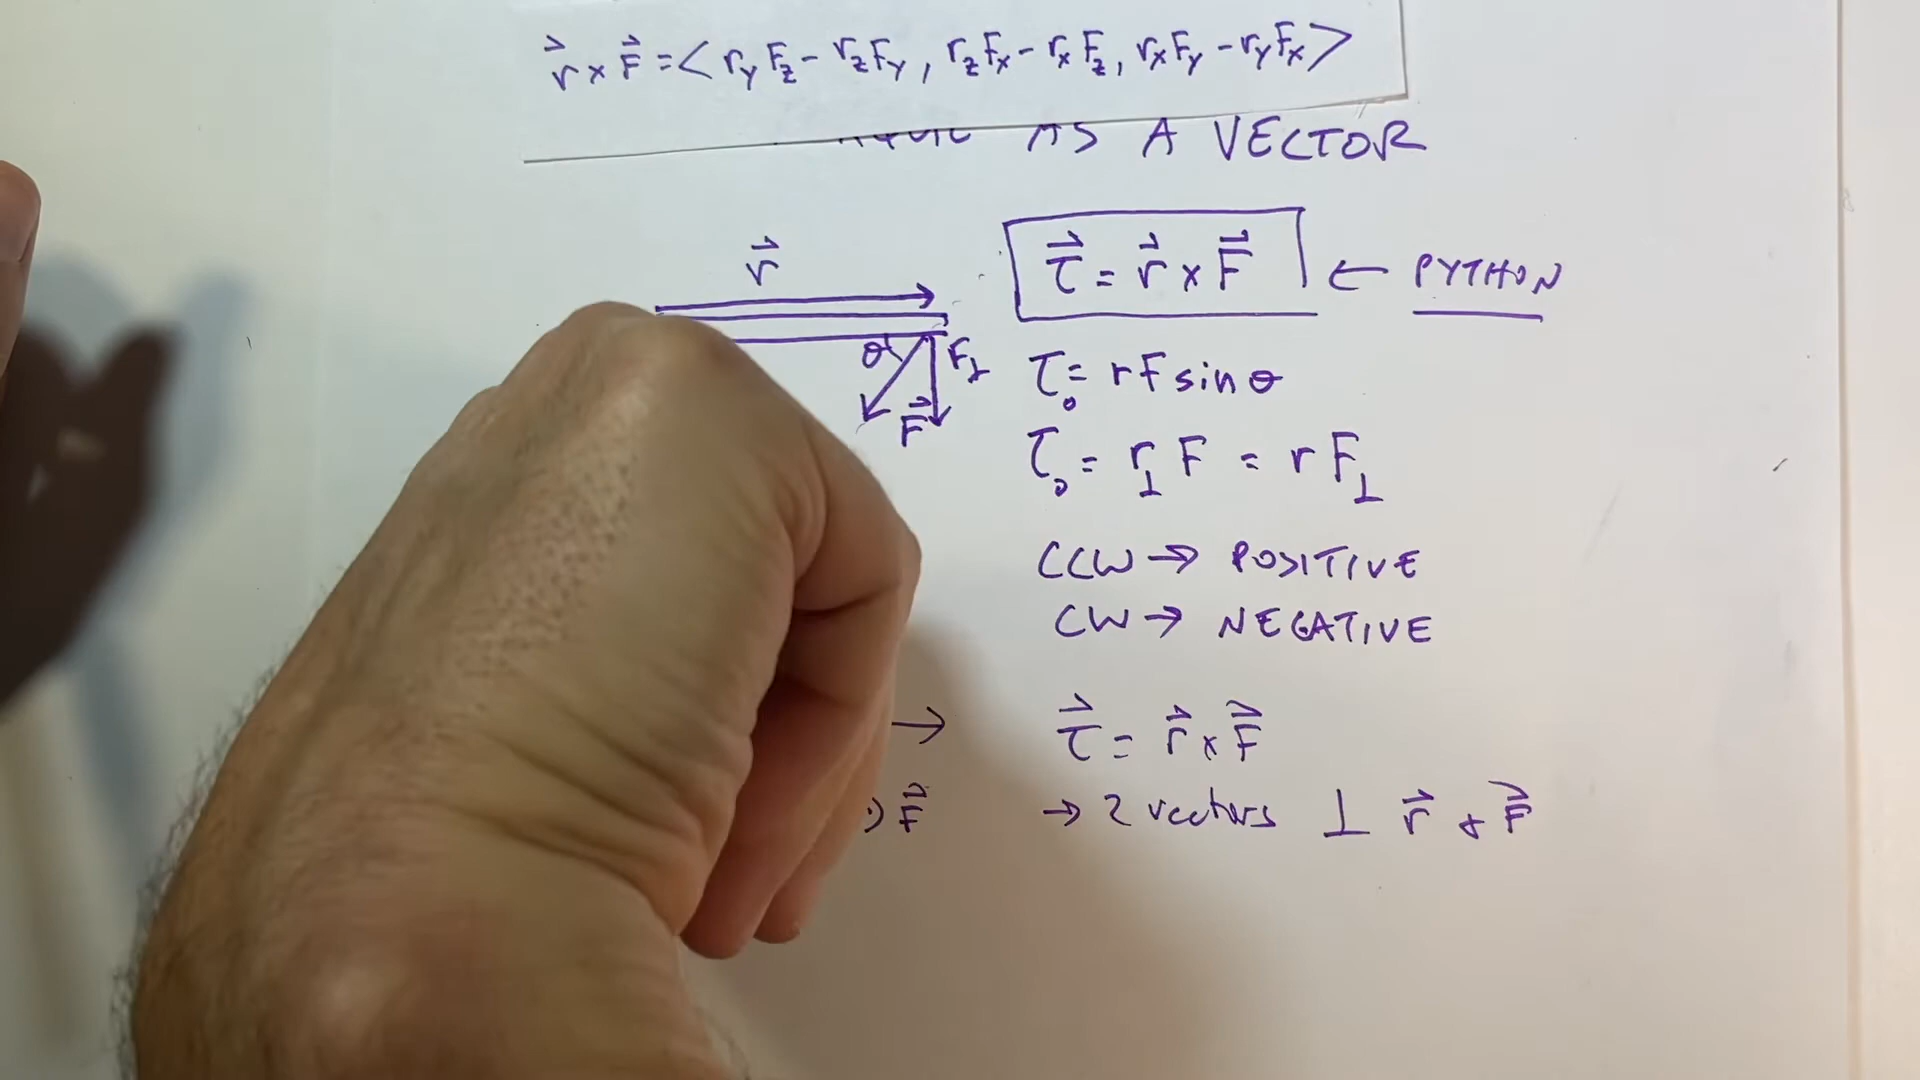 r⃗ × F⃗ = < r_y F_z - r_z F_y , r_z F_x - r_x F_z , r_x F_y - r_y F_x >
AS A VECTOR
r⃗
τ⃗ = r⃗ × F⃗ ← PYTHON
θ F⊥
F⃗
τ₀ = r F sin θ
τ₀ = r⊥ F = r F⊥
CCW → POSITIVE
CW → NEGATIVE
→ τ⃗ = r⃗ × F⃗
) F⃗ → 2 vectors ⊥ r⃗ + F⃗